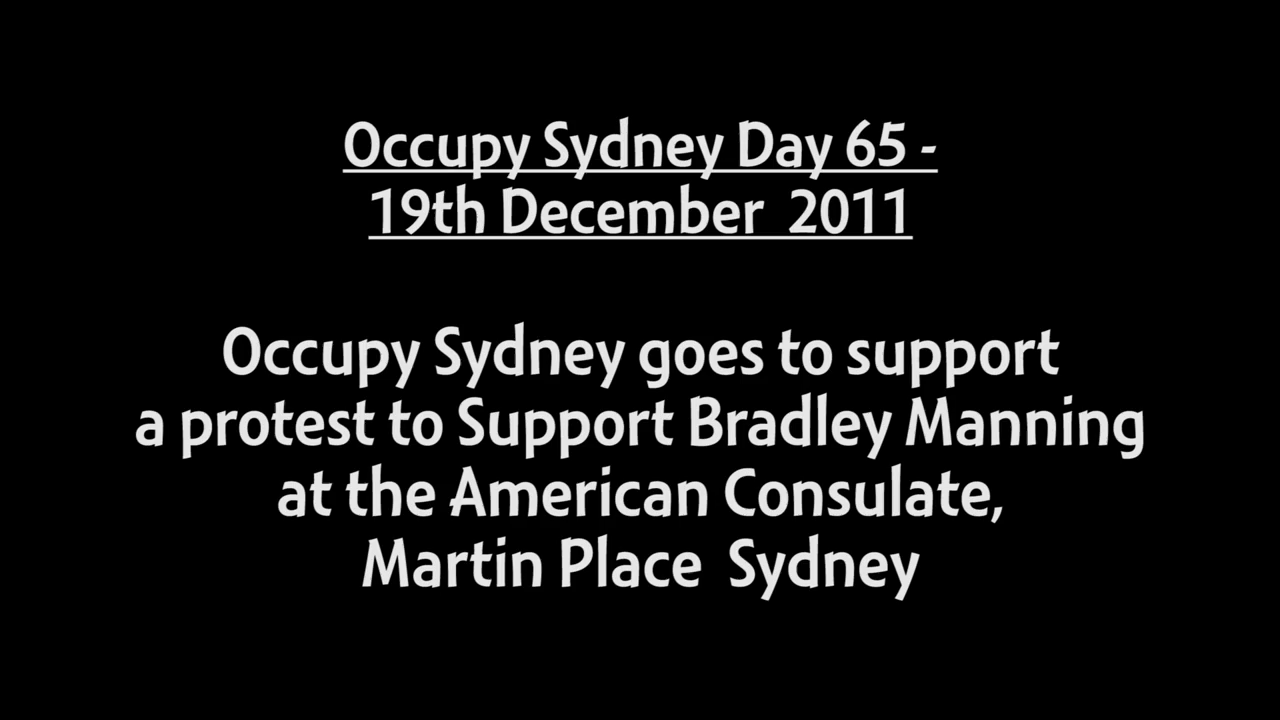 Occupy Sydney Day 65 -
19th December  2011
Occupy Sydney goes to support
a protest to Support Bradley Manning
at the American Consulate,
Martin Place  Sydney